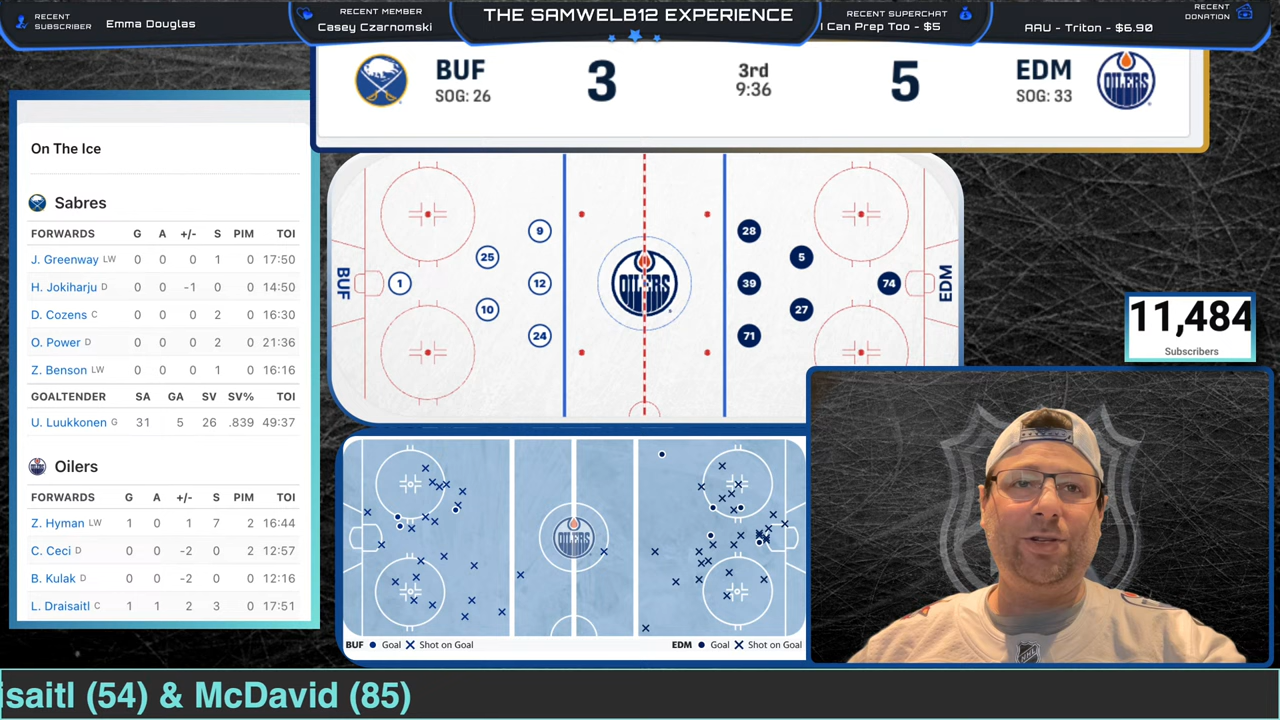 RECENT SUBSCRIBER
Emma Douglas
RECENT MEMBER
Casey Czarnomski
THE SAMWELB12 EXPERIENCE
RECENT SUPERCHAT
I Can Prep Too - $5
RECENT DONATION
AAU - Triton - $6.90
BUF
SOG: 26
3
3rd
9:36
5
EDM
SOG: 33
OILERS
On The Ice
Sabres
FORWARDS G A +/- S PIM TOI
J. Greenway LW 0 0 0 1 0 17:50
H. Jokiharju D 0 0 -1 0 0 14:50
D. Cozens C 0 0 0 2 0 16:30
O. Power D 0 0 0 2 0 21:36
Z. Benson LW 0 0 0 1 0 16:16
GOALTENDER SA GA SV SV% TOI
U. Luukkonen G 31 5 26 .839 49:37
Oilers
FORWARDS G A +/- S PIM TOI
Z. Hyman LW 1 0 1 7 2 16:44
C. Ceci D 0 0 -2 0 2 12:57
B. Kulak D 0 0 -2 0 0 12:16
L. Draisaitl C 1 1 2 3 0 17:51
BUF
1
25
10
9
12
24
OILERS
28
39
71
5
27
74
EDM
11,484
Subscribers
OILERS
BUF Goal Shot on Goal
EDM Goal Shot on Goal
NHL
isaitl (54) & McDavid (85)